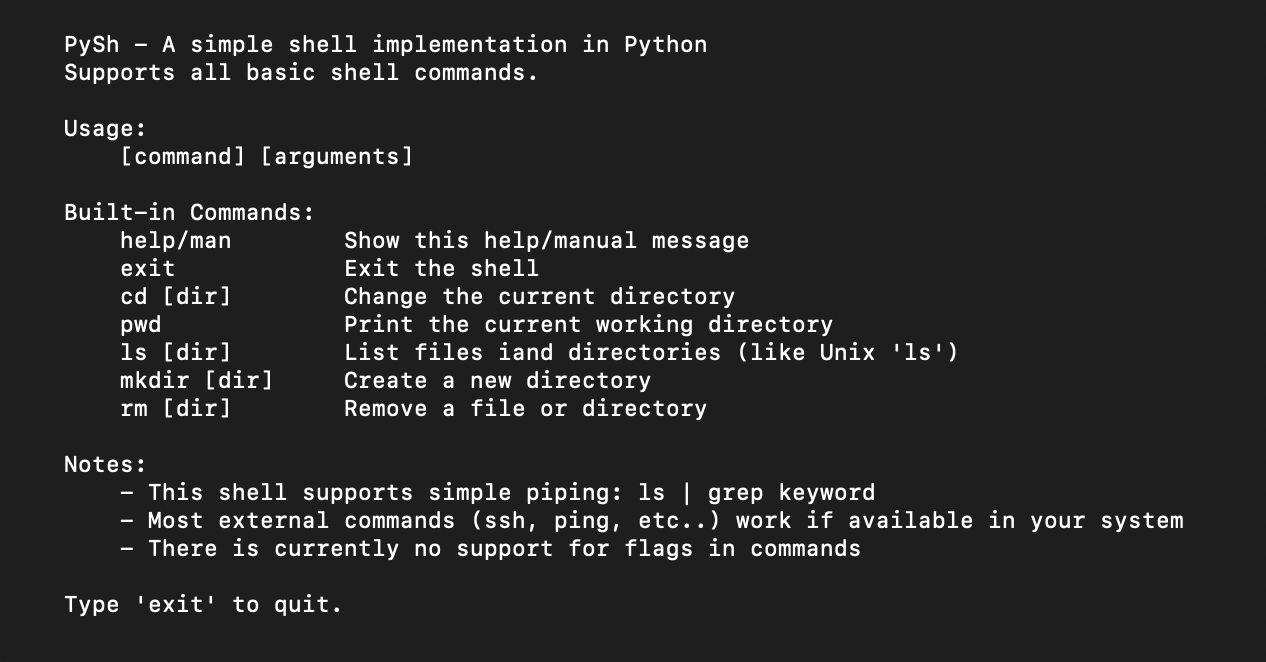 PySh – A simple shell implementation in Python
Supports all basic shell commands.
Usage:
[command] [arguments]
Built–in Commands:
help/man Show this help/manual message
exit Exit the shell
cd [dir] Change the current directory
pwd Print the current working directory
ls [dir] List files iand directories (like Unix 'ls')
mkdir [dir] Create a new directory
rm [dir] Remove a file or directory
Notes:
– This shell supports simple piping: ls | grep keyword
– Most external commands (ssh, ping, etc..) work if available in your system
– There is currently no support for flags in commands
Type 'exit' to quit.